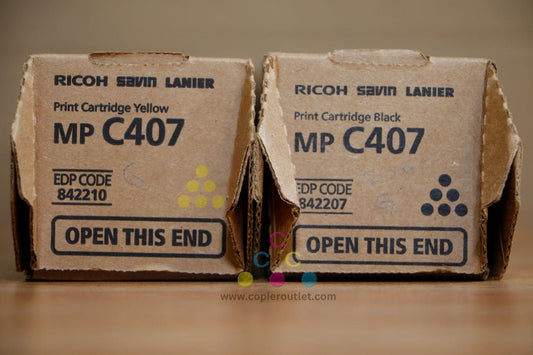 RICOH SAVIN LANIER
Print Cartridge Yellow
MP C407
EDP CODE
842210
OPEN THIS END
RICOH SAVIN LANIER
Print Cartridge Black
MP C407
EDP CODE
842207
OPEN THIS END
www.copieroutlet.com